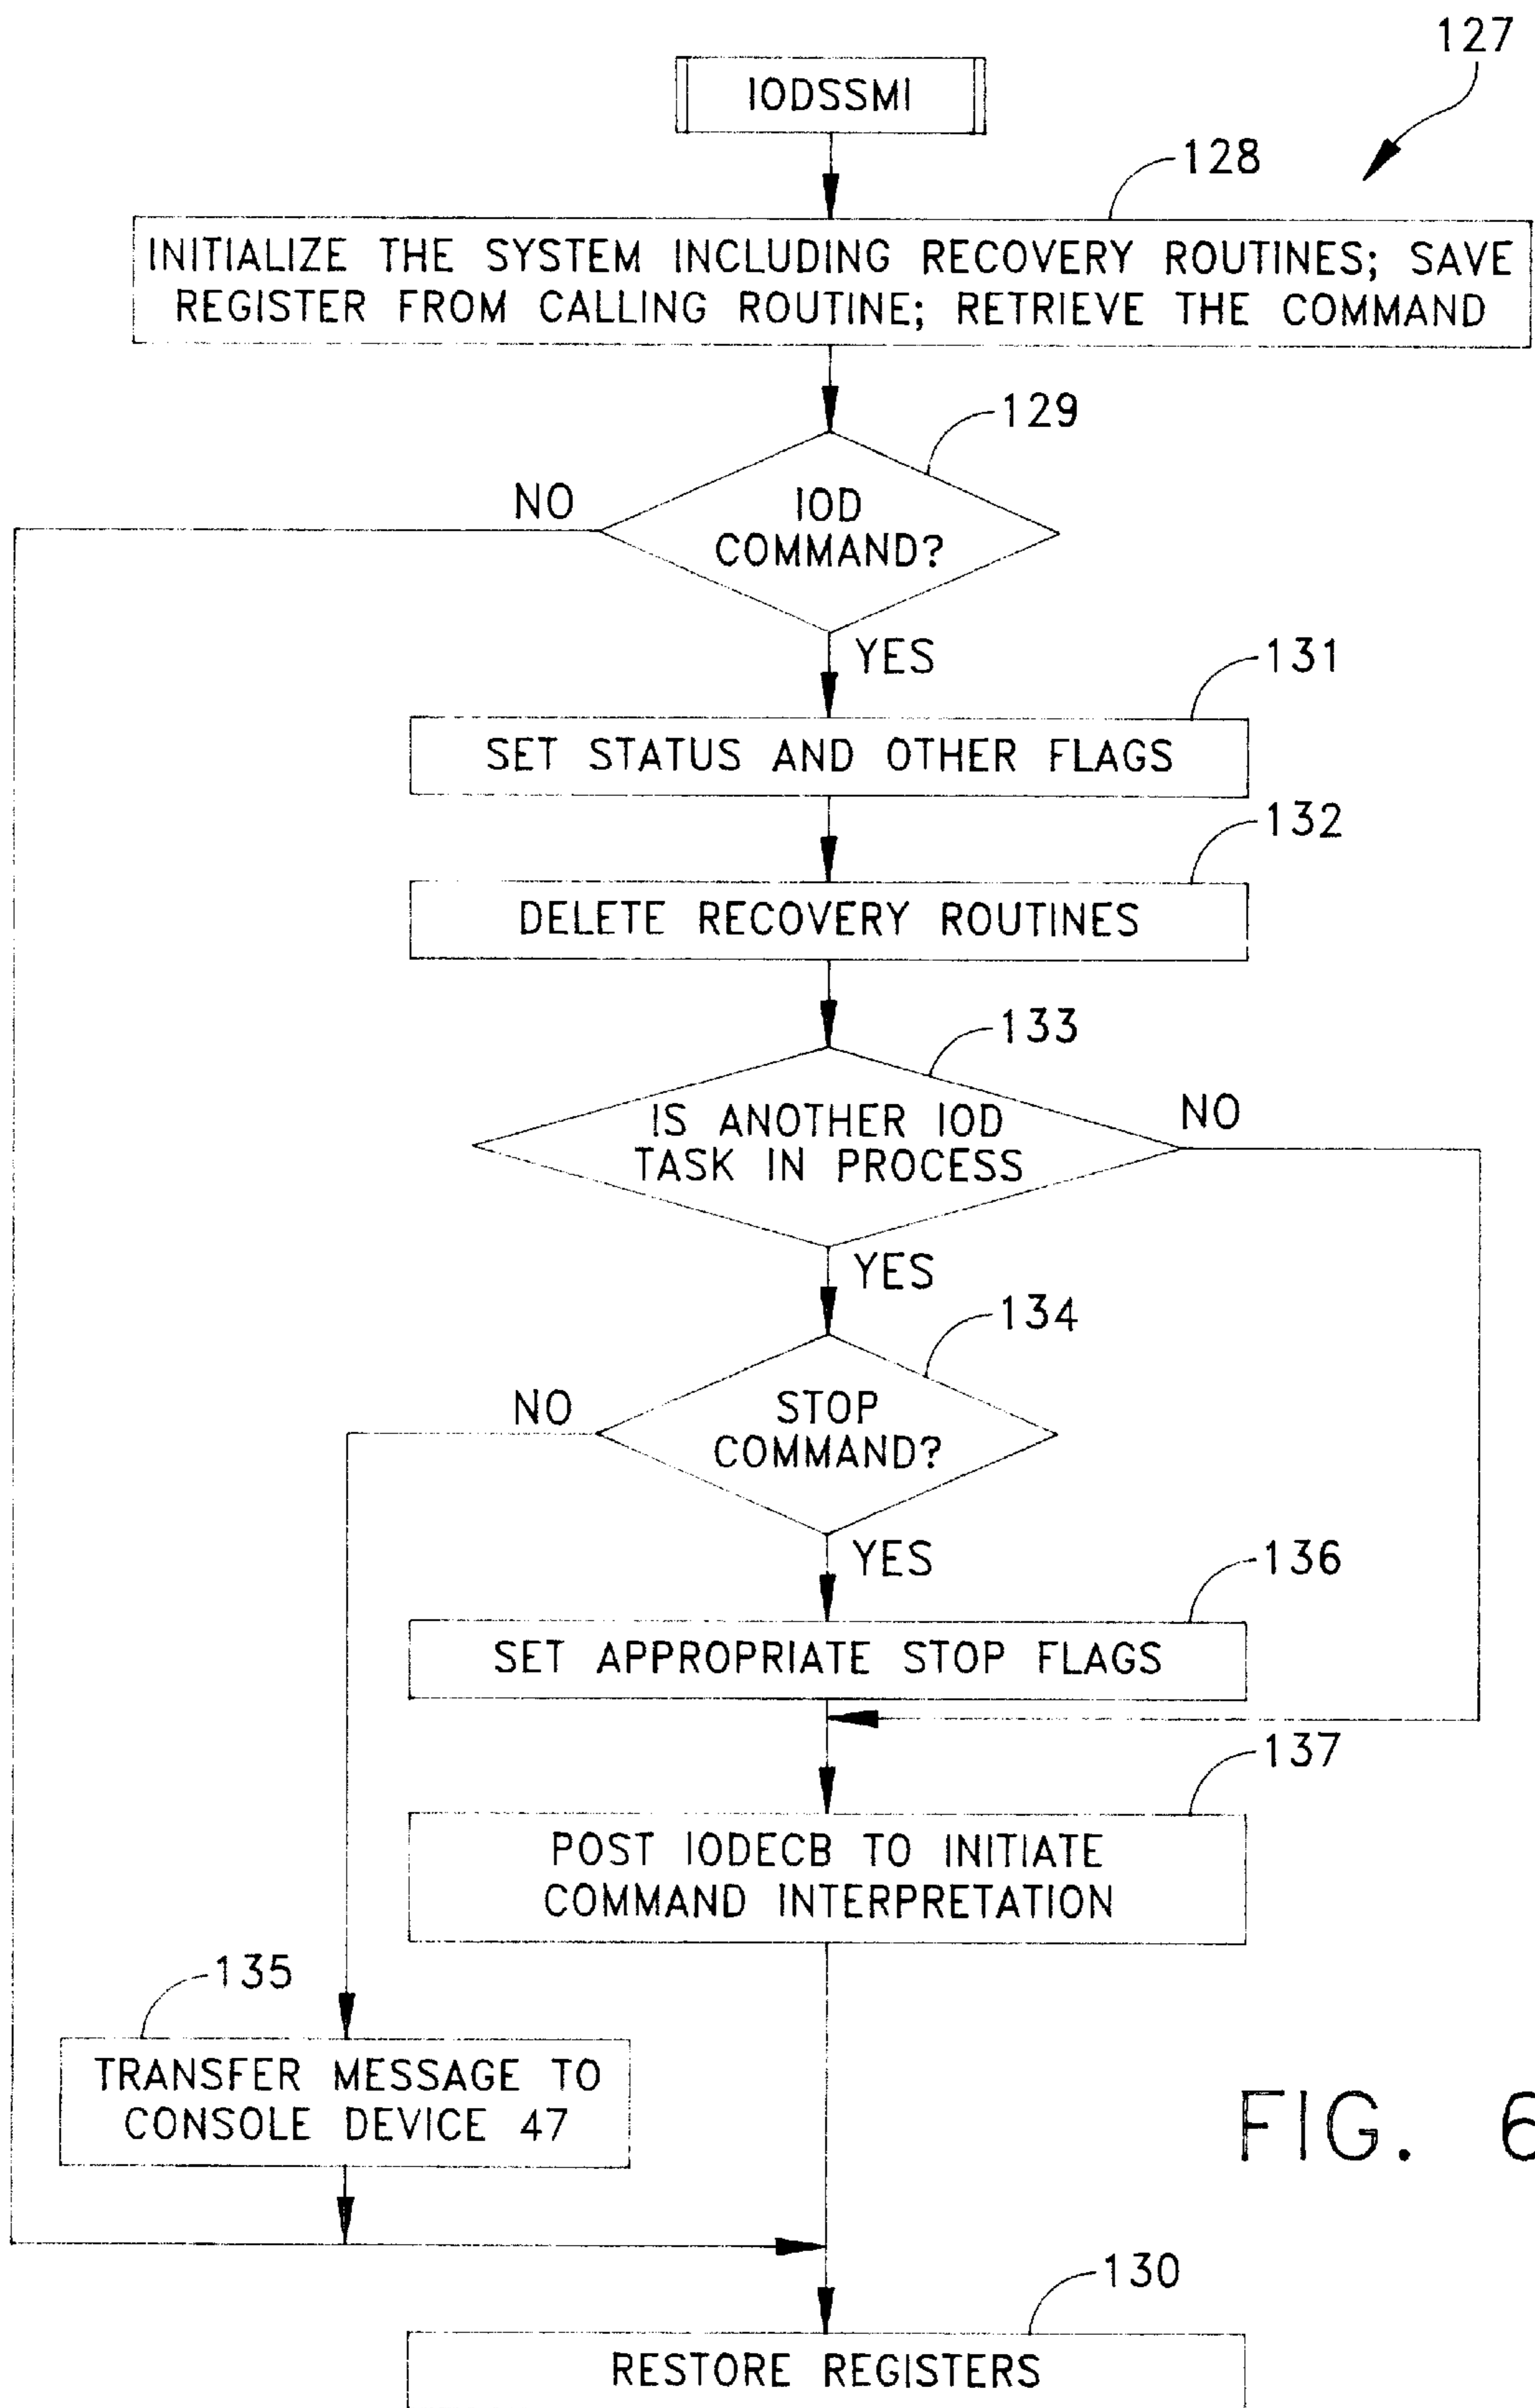 127
IODSSMI
128
INITIALIZE THE SYSTEM INCLUDING RECOVERY ROUTINES; SAVE
REGISTER FROM CALLING ROUTINE; RETRIEVE THE COMMAND
129
NO
IOD
COMMAND?
YES
131
SET STATUS AND OTHER FLAGS
132
DELETE RECOVERY ROUTINES
133
IS ANOTHER IOD
TASK IN PROCESS
NO
YES
134
NO
STOP
COMMAND?
YES
136
SET APPROPRIATE STOP FLAGS
137
POST IODECB TO INITIATE
COMMAND INTERPRETATION
135
TRANSFER MESSAGE TO
CONSOLE DEVICE 47
FIG. 6
130
RESTORE REGISTERS